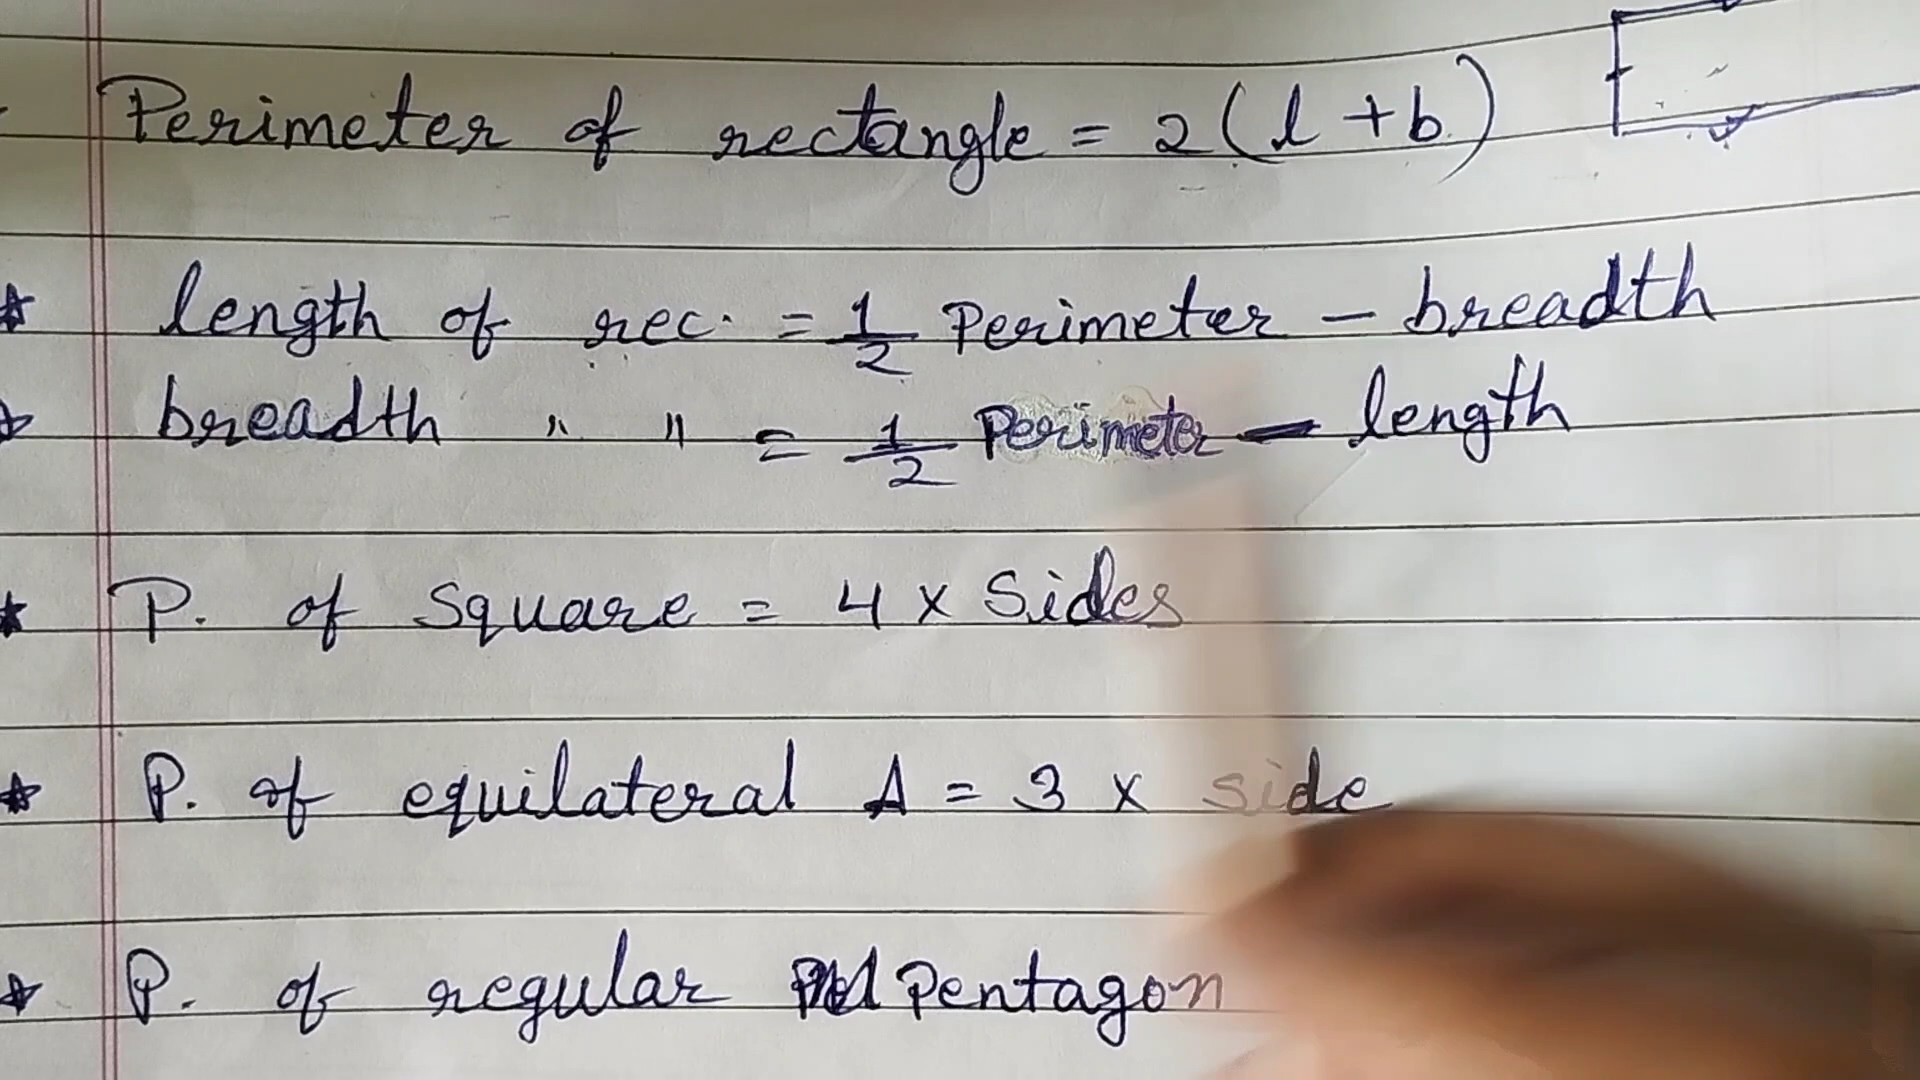 Perimeter of rectangle = 2(l+b)
★ length of rec. = 1/2 Perimeter – breadth
★ breadth " " = 1/2 Perimeter – length
★ P. of Square = 4 x Sides
★ P. of equilateral Δ = 3 x side
★ P. of regular Pentagon